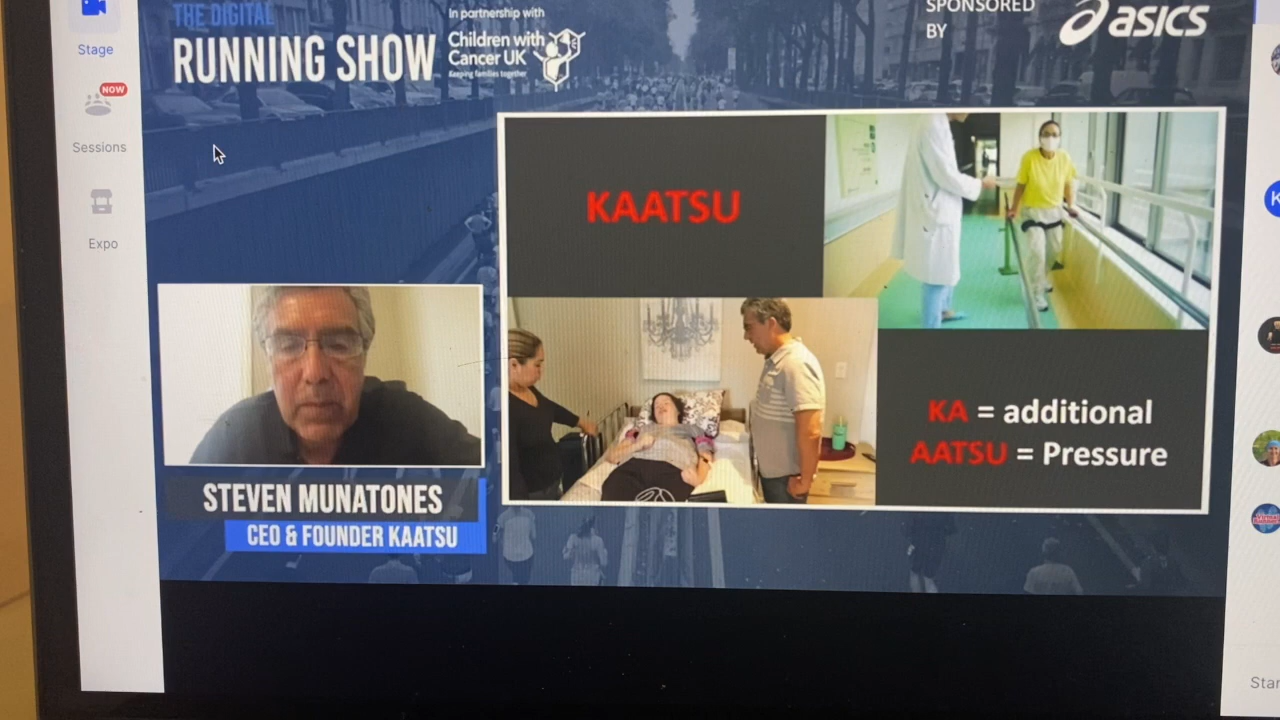 Stage
NOW
Sessions
Expo
THE DIGITAL
RUNNING SHOW
In partnership with
Children with
Cancer UK
Keeping families together
SPONSORED
BY
asics
KAATSU
KA = additional
AATSU = Pressure
STEVEN MUNATONES
CEO & FOUNDER KAATSU
K
Star